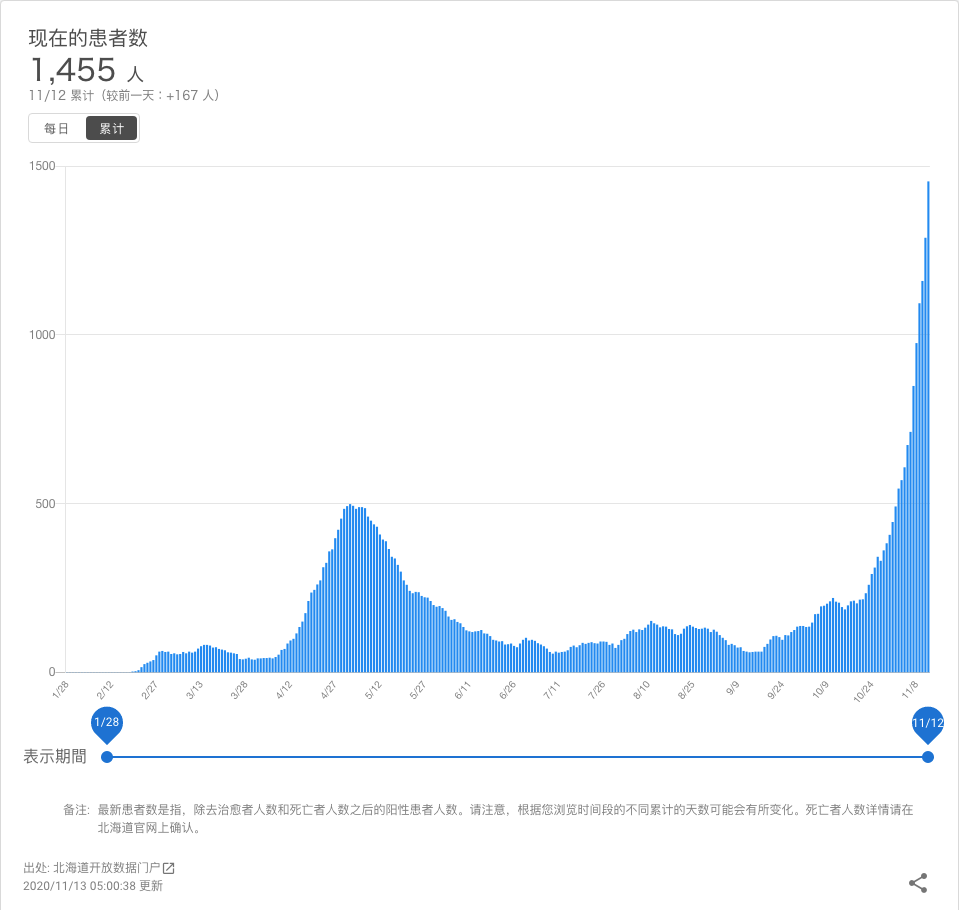 现在的患者数
1,455 人
11/12 累计（较前一天：+167 人）
每日 累计
1500
1000
500
0
1/28 2/12 2/27 3/13 3/28 4/12 4/27 5/12 5/27 6/11 6/26 7/11 7/26 8/10 8/25 9/9 9/24 10/9 10/24 11/8
1/28 11/12
表示期間
备注: 最新患者数是指，除去治愈者人数和死亡者人数之后的阳性患者人数。请注意，根据您浏览时间段的不同累计的天数可能会有所变化。死亡者人数详情请在
北海道官网上确认。
出处: 北海道开放数据门户
2020/11/13 05:00:38 更新